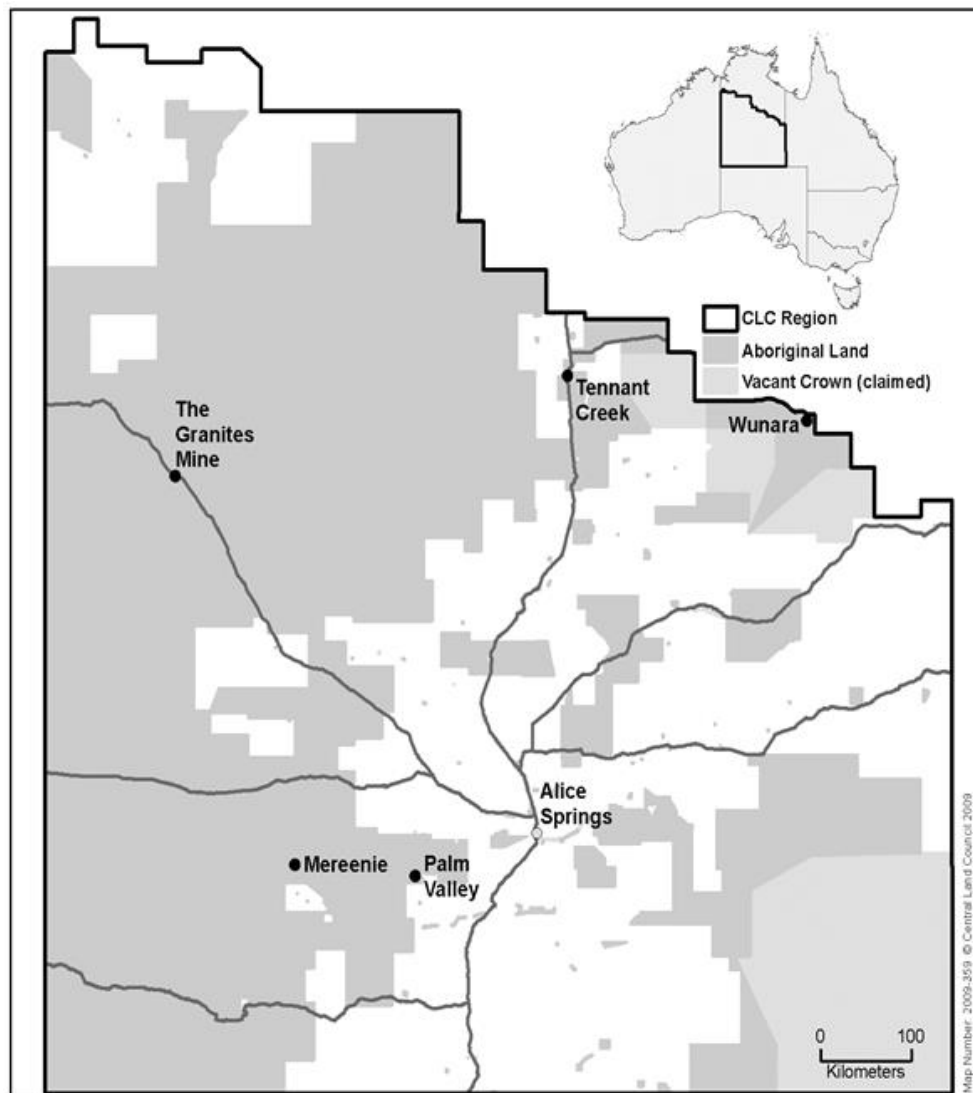 CLC Region
Aboriginal Land
Vacant Crown (claimed)
Tennant
Creek
The
Granites
Mine
Wunara
Alice
Springs
Mereenie
Palm
Valley
0 100
Kilometers
Map Number: 2009-359 © Central Land Council 2009